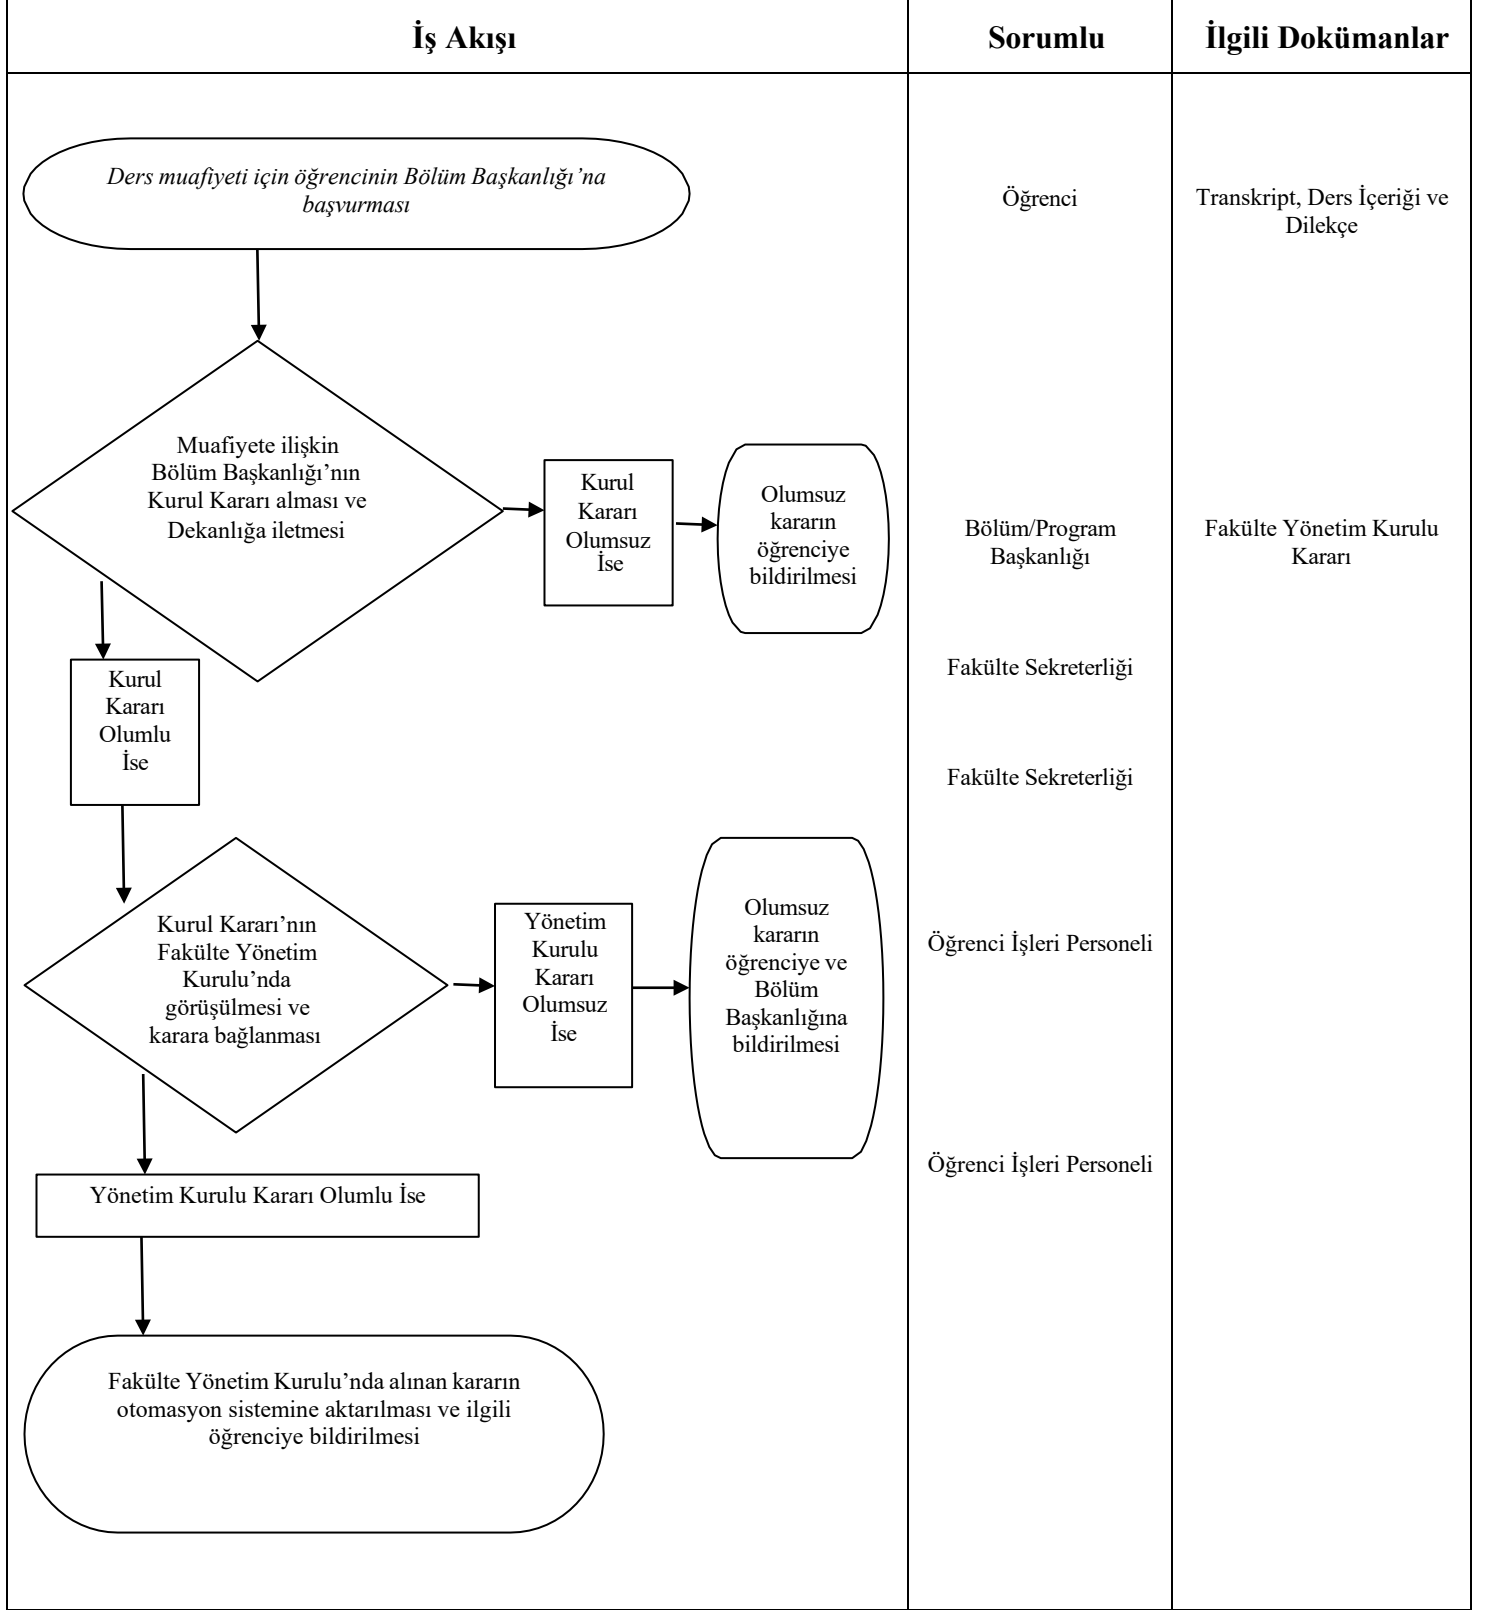 İş Akışı
Sorumlu
İlgili Dokümanlar
Ders muafiyeti için öğrencinin Bölüm Başkanlığı’na
başvurması
Öğrenci
Transkript, Ders İçeriği ve
Dilekçe
Muafiyete ilişkin
Bölüm Başkanlığı’nın
Kurul Kararı alması ve
Dekanlığa iletmesi
Kurul
Kararı
Olumsuz
İse
Olumsuz
kararın
öğrenciye
bildirilmesi
Bölüm/Program
Başkanlığı
Fakülte Yönetim Kurulu
Kararı
Kurul
Kararı
Olumlu
İse
Fakülte Sekreterliği
Fakülte Sekreterliği
Kurul Kararı’nın
Fakülte Yönetim
Kurulu’nda
görüşülmesi ve
karara bağlanması
Yönetim
Kurulu
Kararı
Olumsuz
İse
Olumsuz
kararın
öğrenciye ve
Bölüm
Başkanlığına
bildirilmesi
Öğrenci İşleri Personeli
Öğrenci İşleri Personeli
Yönetim Kurulu Kararı Olumlu İse
Fakülte Yönetim Kurulu’nda alınan kararın
otomasyon sistemine aktarılması ve ilgili
öğrenciye bildirilmesi